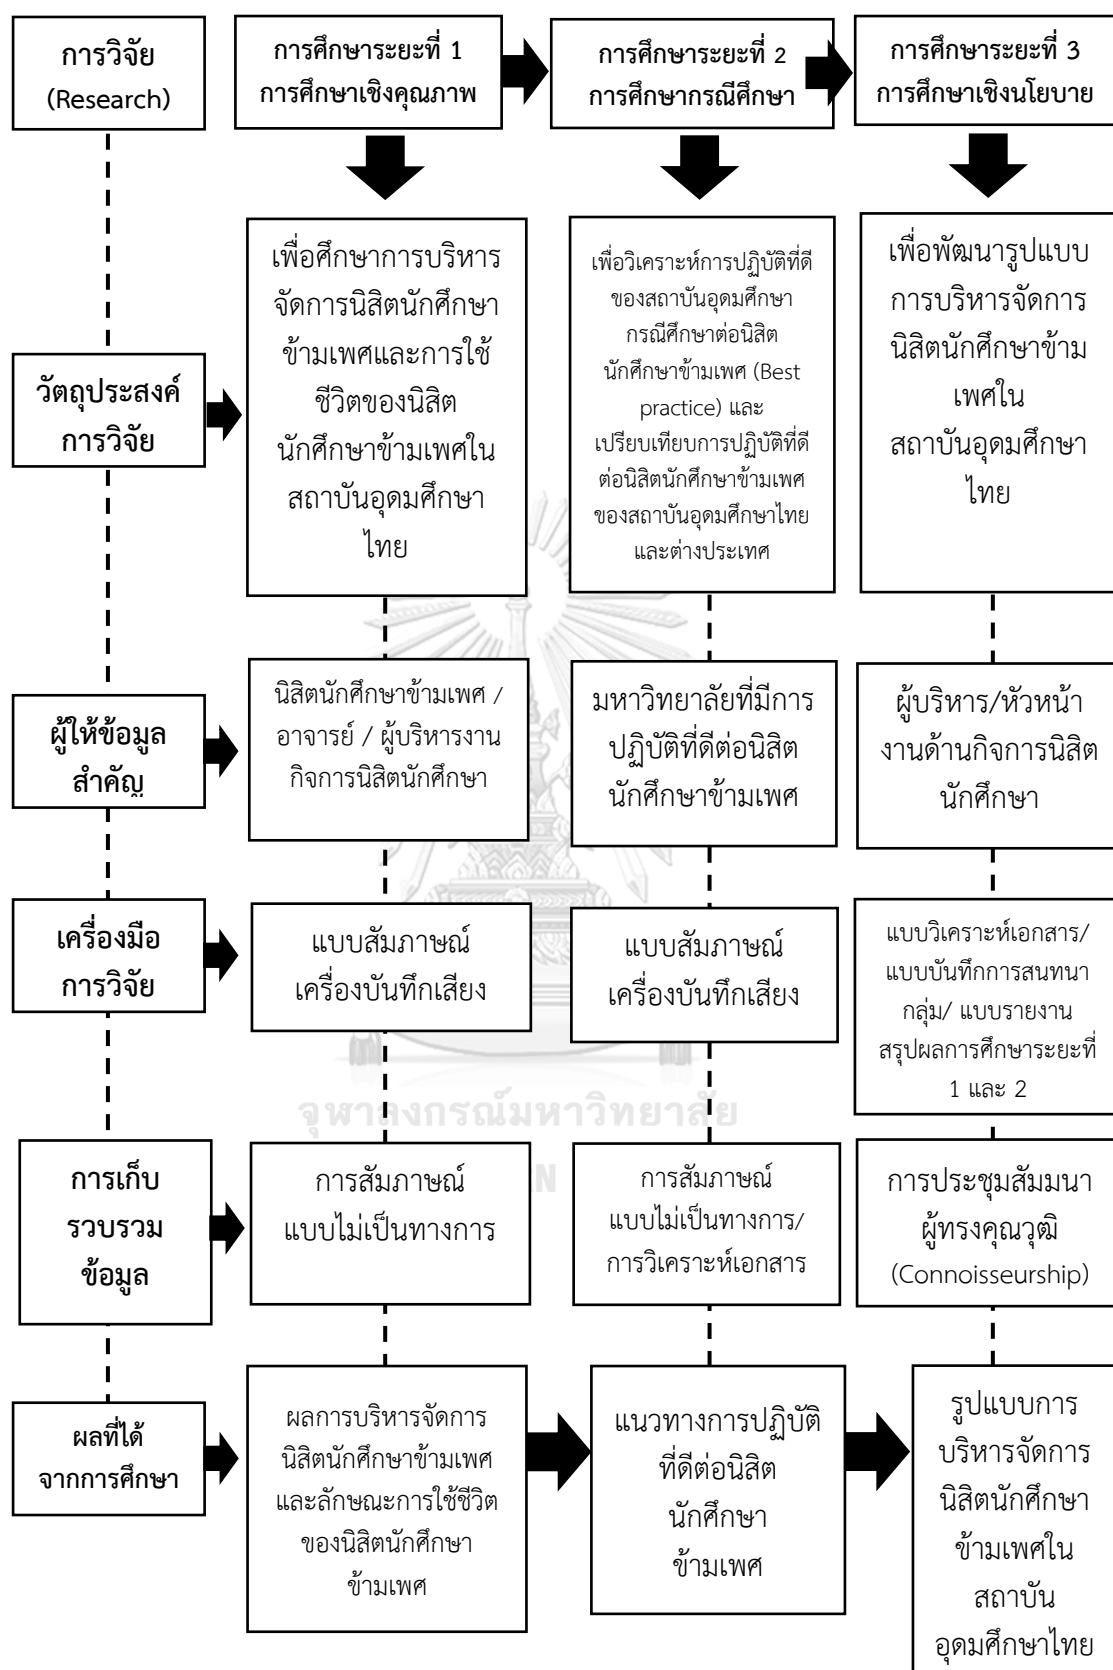 การวิจัย
(Research)
การศึกษาระยะที่ 1
การศึกษาเชิงคุณภาพ
การศึกษาระยะที่ 2
การศึกษากรณีศึกษา
การศึกษาระยะที่ 3
การศึกษาเชิงนโยบาย
วัตถุประสงค์
การวิจัย
เพื่อศึกษาการบริหาร
จัดการนิสิตนักศึกษา
ข้ามเพศและการใช้
ชีวิตของนิสิต
นักศึกษาข้ามเพศใน
สถาบันอุดมศึกษา
ไทย
เพื่อวิเคราะห์การปฏิบัติที่ดี
ของสถาบันอุดมศึกษา
กรณีศึกษาต่อนิสิต
นักศึกษาข้ามเพศ (Best
practice) และ
เปรียบเทียบการปฏิบัติที่ดี
ต่อนิสิตนักศึกษาข้ามเพศ
ของสถาบันอุดมศึกษาไทย
และต่างประเทศ
เพื่อพัฒนารูปแบบ
การบริหารจัดการ
นิสิตนักศึกษาข้าม
เพศใน
สถาบันอุดมศึกษา
ไทย
ผู้ให้ข้อมูล
สำคัญ
นิสิตนักศึกษาข้ามเพศ /
อาจารย์ / ผู้บริหารงาน
กิจการนิสิตนักศึกษา
มหาวิทยาลัยที่มีการ
ปฏิบัติที่ดีต่อนิสิต
นักศึกษาข้ามเพศ
ผู้บริหาร/หัวหน้า
งานด้านกิจการนิสิต
นักศึกษา
เครื่องมือ
การวิจัย
แบบสัมภาษณ์
เครื่องบันทึกเสียง
แบบสัมภาษณ์
เครื่องบันทึกเสียง
แบบวิเคราะห์เอกสาร/
แบบบันทึกการสนทนา
กลุ่ม/ แบบรายงาน
สรุปผลการศึกษาระยะที่
1 และ 2
จุฬาลงกรณ์มหาวิทยาลัย
การเก็บ
รวบรวม
ข้อมูล
การสัมภาษณ์
แบบไม่เป็นทางการ
การสัมภาษณ์
แบบไม่เป็นทางการ/
การวิเคราะห์เอกสาร
การประชุมสัมมนา
ผู้ทรงคุณวุฒิ
(Connoisseurship)
ผลที่ได้
จากการศึกษา
ผลการบริหารจัดการ
นิสิตนักศึกษาข้ามเพศ
และลักษณะการใช้ชีวิต
ของนิสิตนักศึกษา
ข้ามเพศ
แนวทางการปฏิบัติ
ที่ดีต่อนิสิต
นักศึกษา
ข้ามเพศ
รูปแบบการ
บริหารจัดการ
นิสิตนักศึกษา
ข้ามเพศใน
สถาบัน
อุดมศึกษาไทย